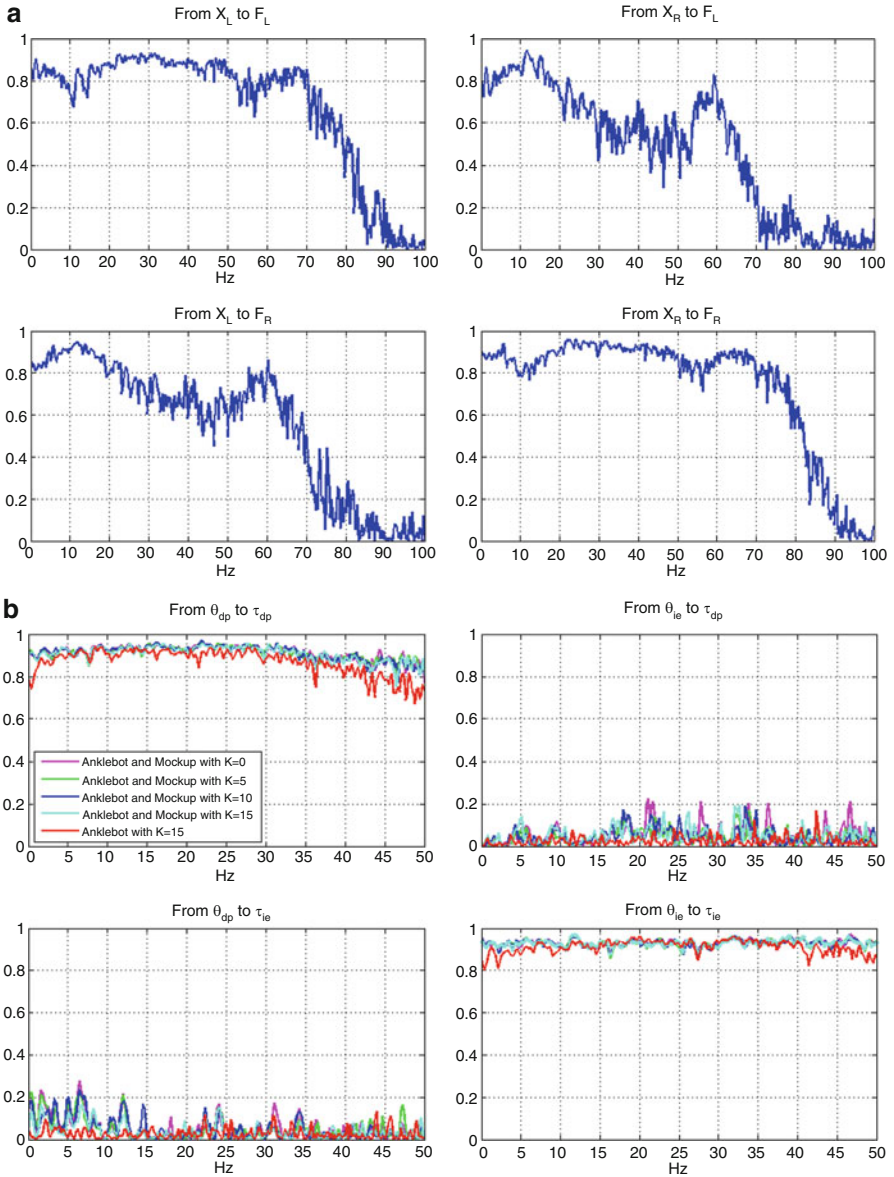 a
From X_L to F_L
From X_R to F_L
1
0.8
0.6
0.4
0.2
0
0 10 20 30 40 50 60 70 80 90 100
Hz
1
0.8
0.6
0.4
0.2
0
0 10 20 30 40 50 60 70 80 90 100
Hz
From X_L to F_R
From X_R to F_R
1
0.8
0.6
0.4
0.2
0
0 10 20 30 40 50 60 70 80 90 100
Hz
1
0.8
0.6
0.4
0.2
0
0 10 20 30 40 50 60 70 80 90 100
Hz
b
From θ_dp to τ_dp
From θ_ie to τ_dp
1
0.8
0.6
0.4
0.2
0
Anklebot and Mockup with K=0
Anklebot and Mockup with K=5
Anklebot and Mockup with K=10
Anklebot and Mockup with K=15
Anklebot with K=15
0 5 10 15 20 25 30 35 40 45 50
Hz
1
0.8
0.6
0.4
0.2
0
0 5 10 15 20 25 30 35 40 45 50
Hz
From θ_dp to τ_ie
From θ_ie to τ_ie
1
0.8
0.6
0.4
0.2
0
0 5 10 15 20 25 30 35 40 45 50
Hz
1
0.8
0.6
0.4
0.2
0
0 5 10 15 20 25 30 35 40 45 50
Hz